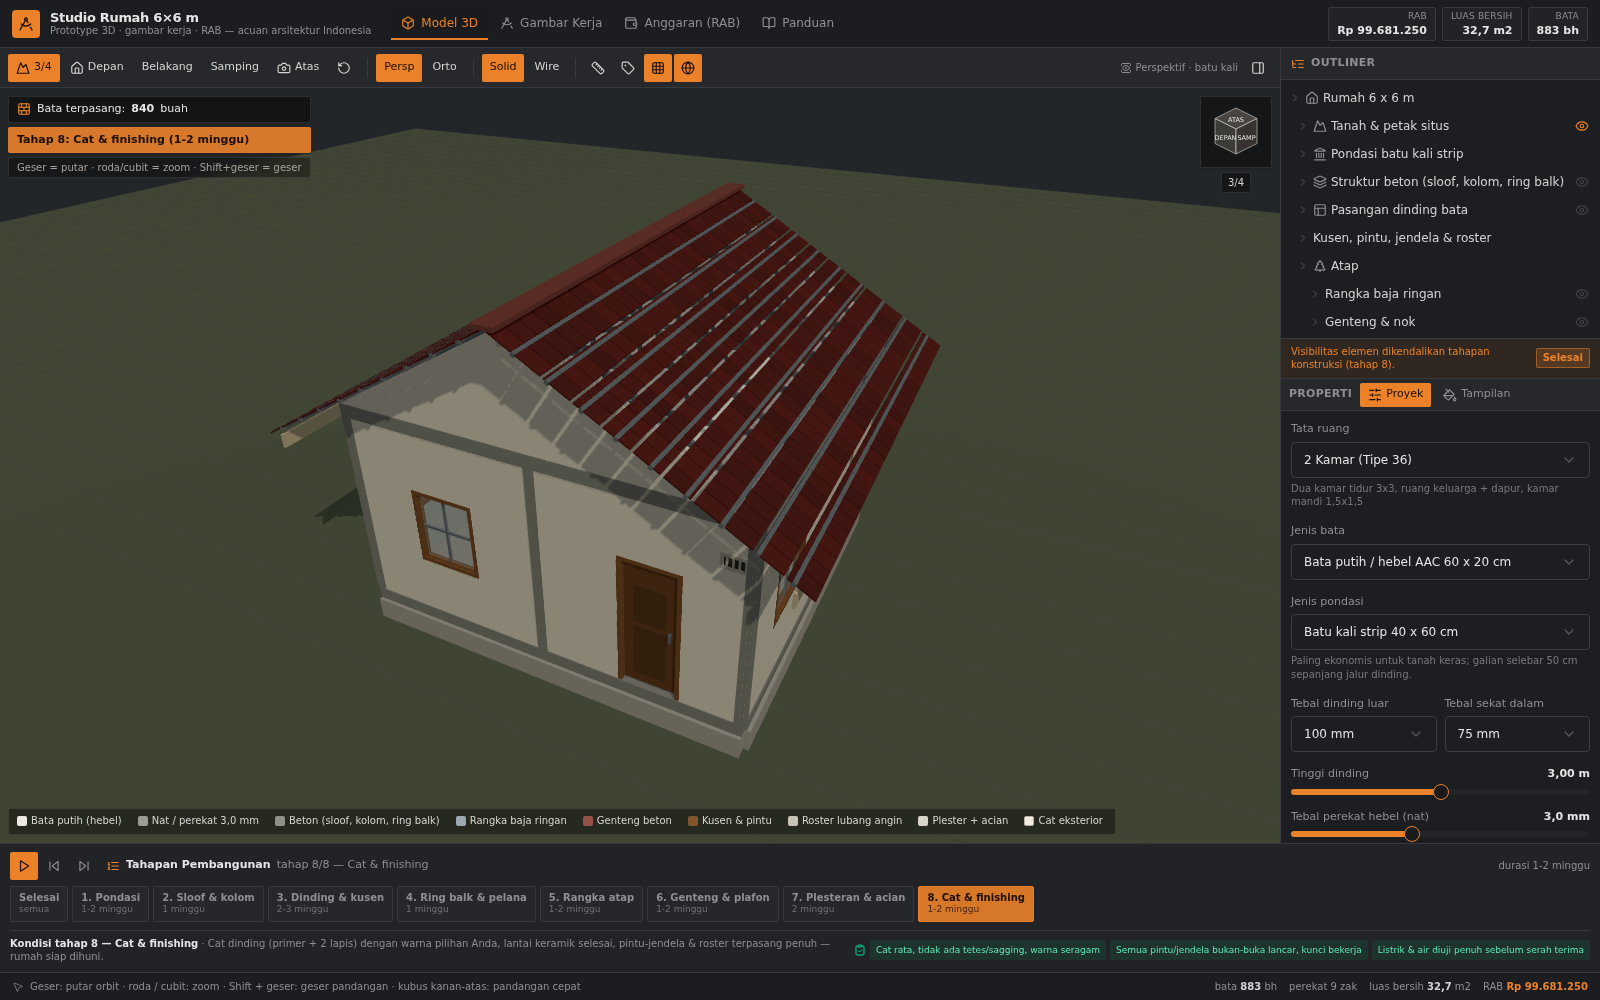 Studio Rumah 6×6 m
Prototype 3D · gambar kerja · RAB — acuan arsitektur Indonesia
Model 3D
Gambar Kerja
Anggaran (RAB)
Panduan
RAB
Rp 99.681.250
LUAS BERSIH
32,7 m2
BATA
883 bh
3/4
Depan
Belakang
Samping
Atas
Persp
Orto
Solid
Wire
Perspektif · batu kali
Bata terpasang: 840 buah
Tahap 8: Cat & finishing (1-2 minggu)
Geser = putar · roda/cubit = zoom · Shift+geser = geser
ATAS
DEPAN
SAMP
3/4
OUTLINER
Rumah 6 x 6 m
Tanah & petak situs
Pondasi batu kali strip
Struktur beton (sloof, kolom, ring balk)
Pasangan dinding bata
Kusen, pintu, jendela & roster
Atap
Rangka baja ringan
Genteng & nok
Visibilitas elemen dikendalikan tahapan
konstruksi (tahap 8).
Selesai
PROPERTI
Proyek
Tampilan
Tata ruang
2 Kamar (Tipe 36)
Dua kamar tidur 3x3, ruang keluarga + dapur, kamar
mandi 1,5x1,5
Jenis bata
Bata putih / hebel AAC 60 x 20 cm
Jenis pondasi
Batu kali strip 40 x 60 cm
Paling ekonomis untuk tanah keras; galian selebar 50 cm
sepanjang jalur dinding.
Tebal dinding luar
Tebal sekat dalam
100 mm
75 mm
Tinggi dinding
3,00 m
Tebal perekat hebel (nat)
3,0 mm
Bata putih (hebel)
Nat / perekat 3,0 mm
Beton (sloof, kolom, ring balk)
Rangka baja ringan
Genteng beton
Kusen & pintu
Roster lubang angin
Plester + acian
Cat eksterior
Tahapan Pembangunan tahap 8/8 — Cat & finishing
durasi 1-2 minggu
Selesai
semua
1. Pondasi
1-2 minggu
2. Sloof & kolom
1 minggu
3. Dinding & kusen
2-3 minggu
4. Ring balk & pelana
1 minggu
5. Rangka atap
1-2 minggu
6. Genteng & plafon
1-2 minggu
7. Plesteran & acian
2 minggu
8. Cat & finishing
1-2 minggu
Kondisi tahap 8 — Cat & finishing · Cat dinding (primer + 2 lapis) dengan warna pilihan Anda, lantai keramik selesai, pintu-jendela & roster terpasang penuh —
rumah siap dihuni.
Cat rata, tidak ada tetes/sagging, warna seragam
Semua pintu/jendela bukan-buka lancar, kunci bekerja
Listrik & air diuji penuh sebelum serah terima
Geser: putar orbit · roda / cubit: zoom · Shift + geser: geser pandangan · kubus kanan-atas: pandangan cepat
bata 883 bh
perekat 9 zak
luas bersih 32,7 m2
RAB Rp 99.681.250